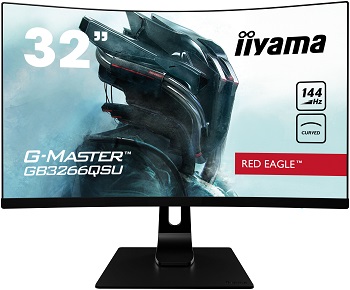 32”
iiyama
144
Hz
CURVED
G-MASTER™
GB3266QSU
RED EAGLE™